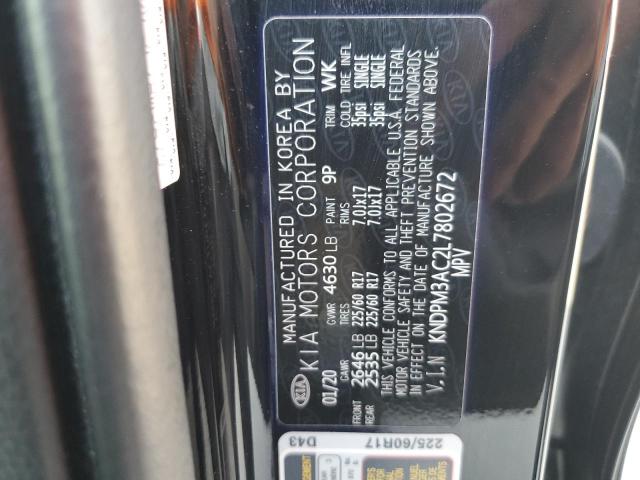 KIA
MANUFACTURED IN KOREA BY
KIA MOTORS CORPORATION
01/20 GVWR 4630 LB PAINT 9P TRIM WK
GAWR TIRES RIMS COLD TIRE INFL
FRONT 2646 LB 225/60 R17 7.0Jx17 35psi SINGLE
REAR 2535 LB 225/60 R17 7.0Jx17 35psi SINGLE
THIS VEHICLE CONFORMS TO ALL APPLICABLE U.S.A. FEDERAL
MOTOR VEHICLE SAFETY AND THEFT PREVENTION STANDARDS
IN EFFECT ON THE DATE OF MANUFACTURE SHOWN ABOVE.
V.I.N KNDPM3AC2L7802672
MPV
225/60R17
D43